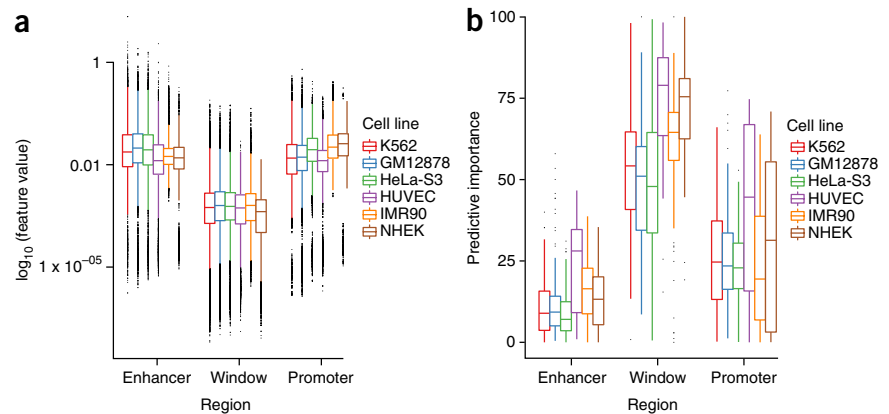 a
log10 (feature value)
1
0.01
1 x 10−05
Enhancer
Window
Promoter
Region
Cell line
K562
GM12878
HeLa-S3
HUVEC
IMR90
NHEK
b
Predictive importance
100
75
50
25
0
Enhancer
Window
Promoter
Region
Cell line
K562
GM12878
HeLa-S3
HUVEC
IMR90
NHEK